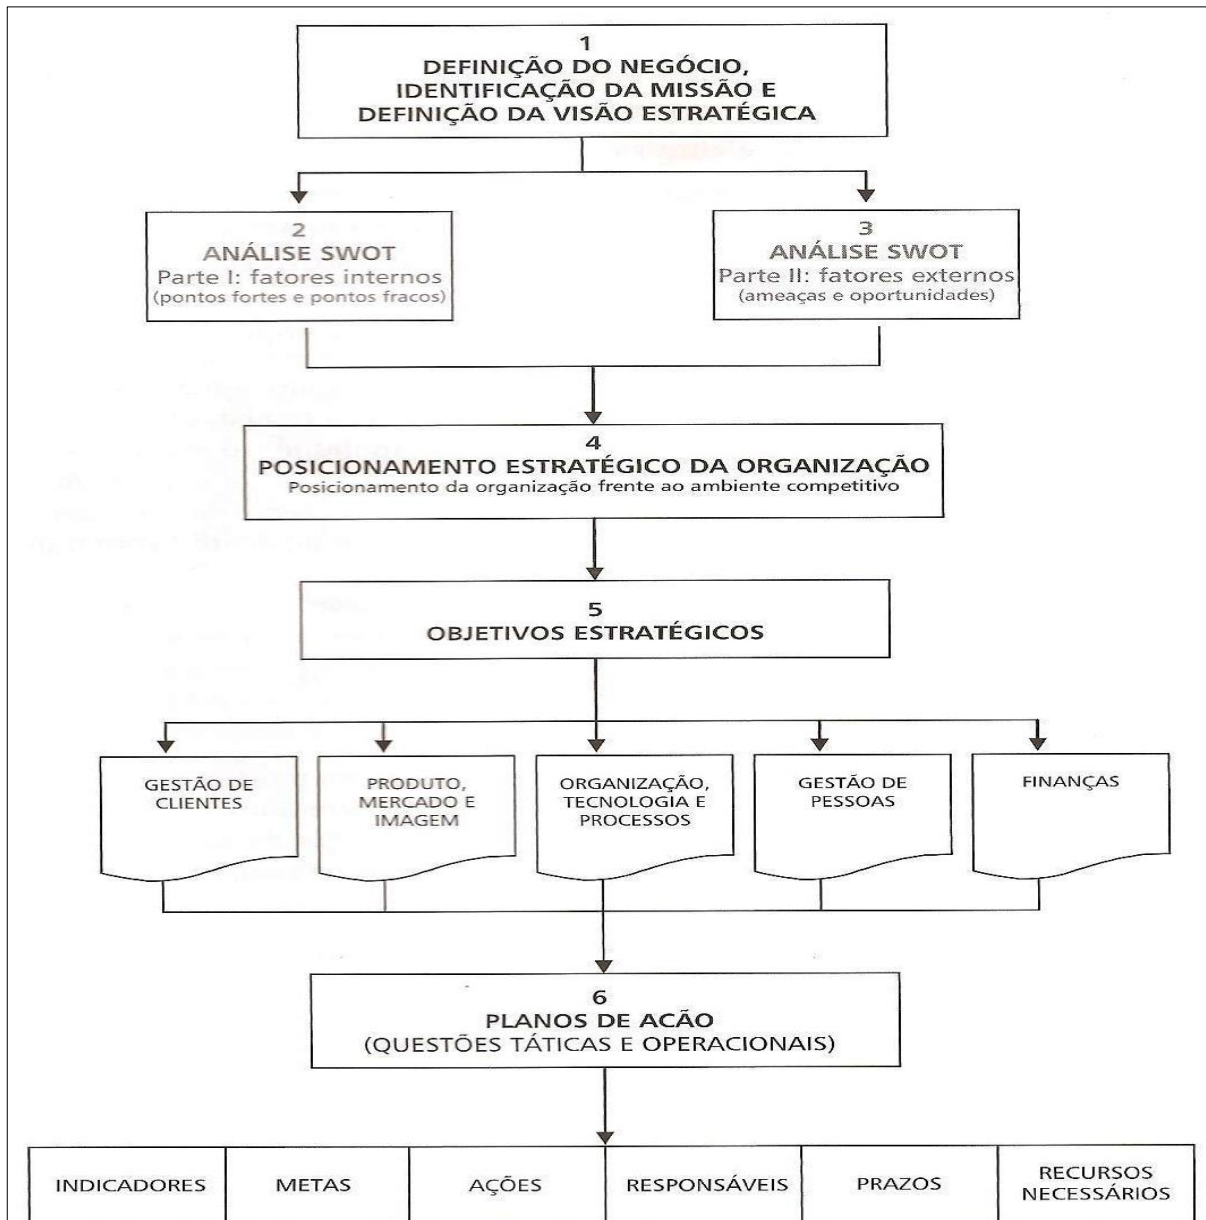 1
DEFINIÇÃO DO NEGÓCIO,
IDENTIFICAÇÃO DA MISSÃO E
DEFINIÇÃO DA VISÃO ESTRATÉGICA
2
ANÁLISE SWOT
Parte I: fatores internos
(pontos fortes e pontos fracos)
3
ANÁLISE SWOT
Parte II: fatores externos
(ameaças e oportunidades)
4
POSICIONAMENTO ESTRATÉGICO DA ORGANIZAÇÃO
Posicionamento da organização frente ao ambiente competitivo
5
OBJETIVOS ESTRATÉGICOS
GESTÃO DE
CLIENTES
PRODUTO,
MERCADO E
IMAGEM
ORGANIZAÇÃO,
TECNOLOGIA E
PROCESSOS
GESTÃO DE
PESSOAS
FINANÇAS
6
PLANOS DE ACÃO
(QUESTÕES TÁTICAS E OPERACIONAIS)
INDICADORES
METAS
AÇÕES
RESPONSÁVEIS
PRAZOS
RECURSOS
NECESSÁRIOS